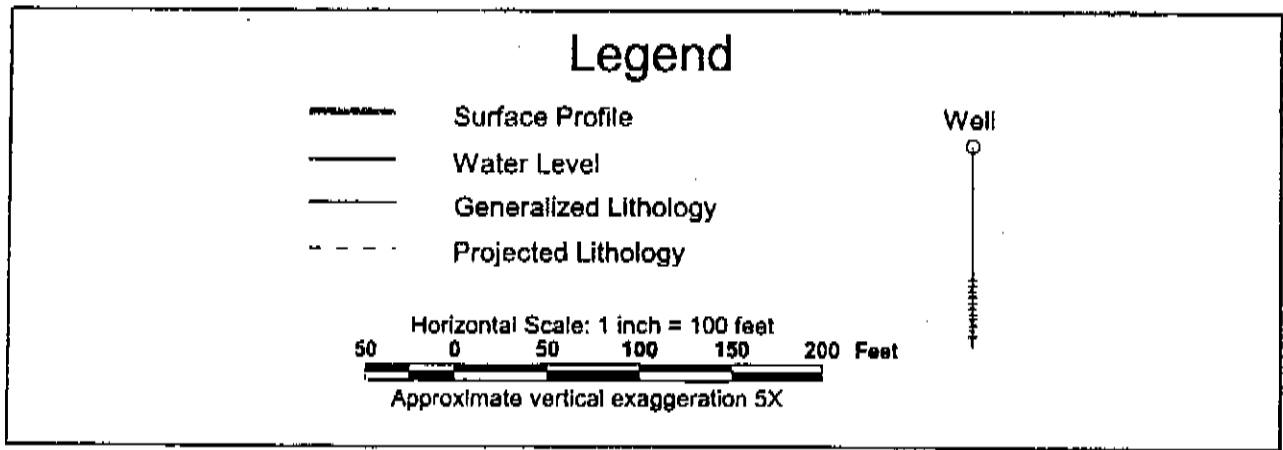 Legend
Surface Profile
Well
Water Level
Generalized Lithology
Projected Lithology
Horizontal Scale: 1 inch = 100 feet
50 0 50 100 150 200 Feet
Approximate vertical exaggeration 5X